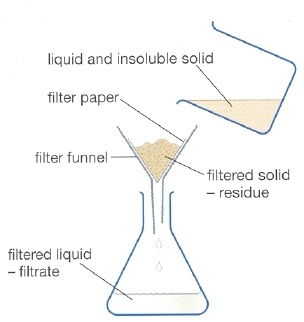 liquid and insoluble solid
filter paper
filter funnel
filtered solid
– residue
filtered liquid
– filtrate